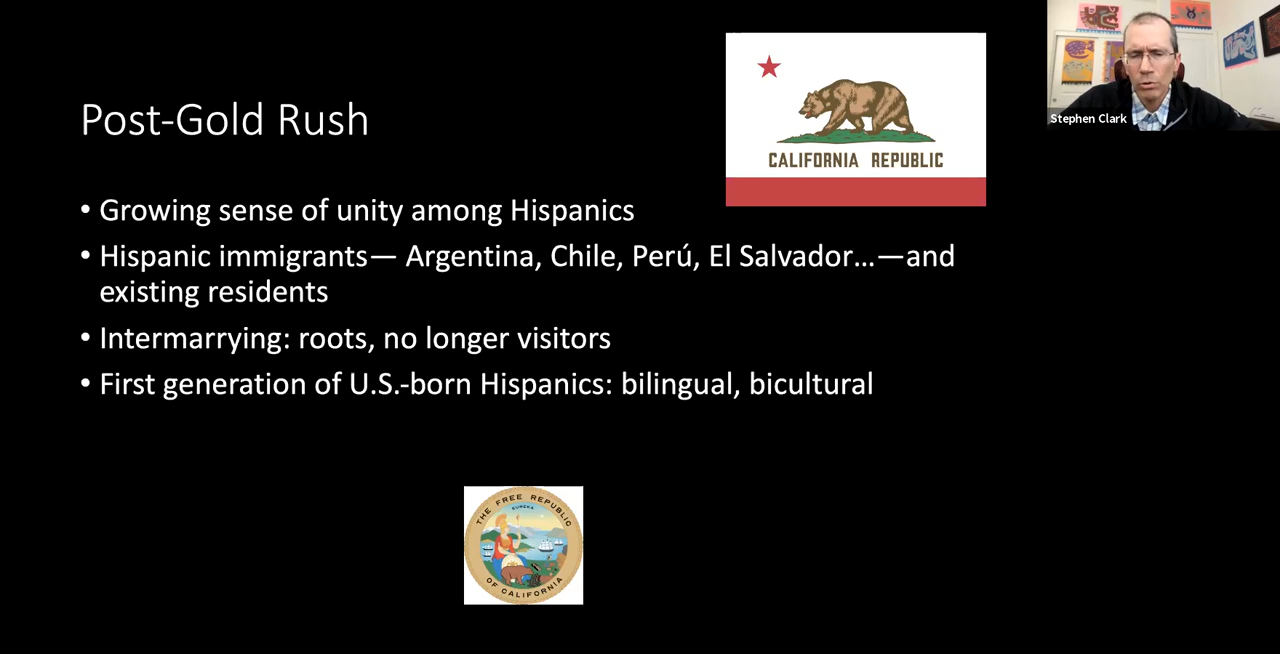 Post-Gold Rush
• Growing sense of unity among Hispanics
• Hispanic immigrants— Argentina, Chile, Perú, El Salvador…—and
existing residents
• Intermarrying: roots, no longer visitors
• First generation of U.S.-born Hispanics: bilingual, bicultural
CALIFORNIA REPUBLIC
Stephen Clark
THE FREE REPUBLIC
EUREKA
OF CALIFORNIA